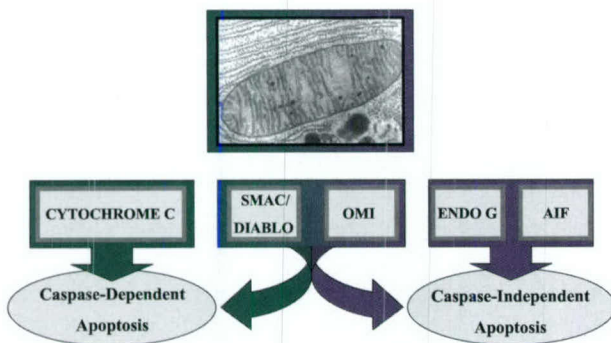 CYTOCHROME C
SMAC/
DIABLO
OMI
ENDO G
AIF
Caspase-Dependent
Apoptosis
Caspase-Independent
Apoptosis